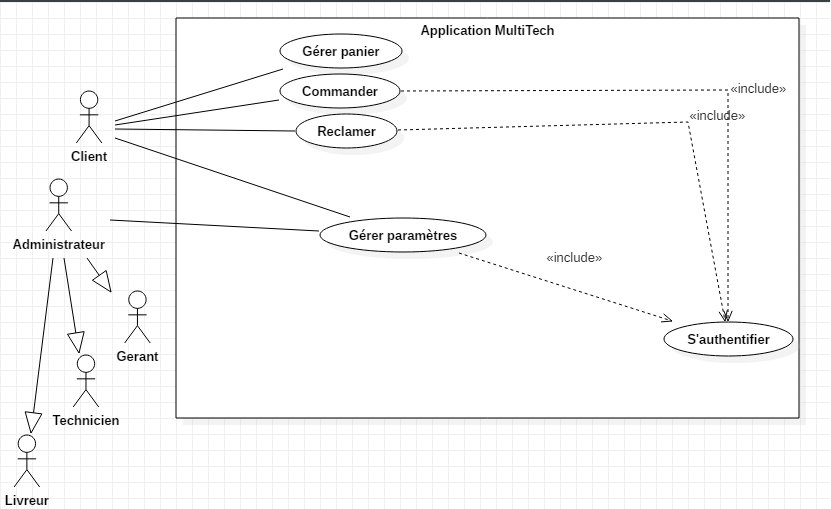 Application MultiTech
Gérer panier
Commander
«include»
Reclamer
«include»
Client
Administrateur
Gérer paramètres
«include»
S'authentifier
Gerant
Technicien
Livreur